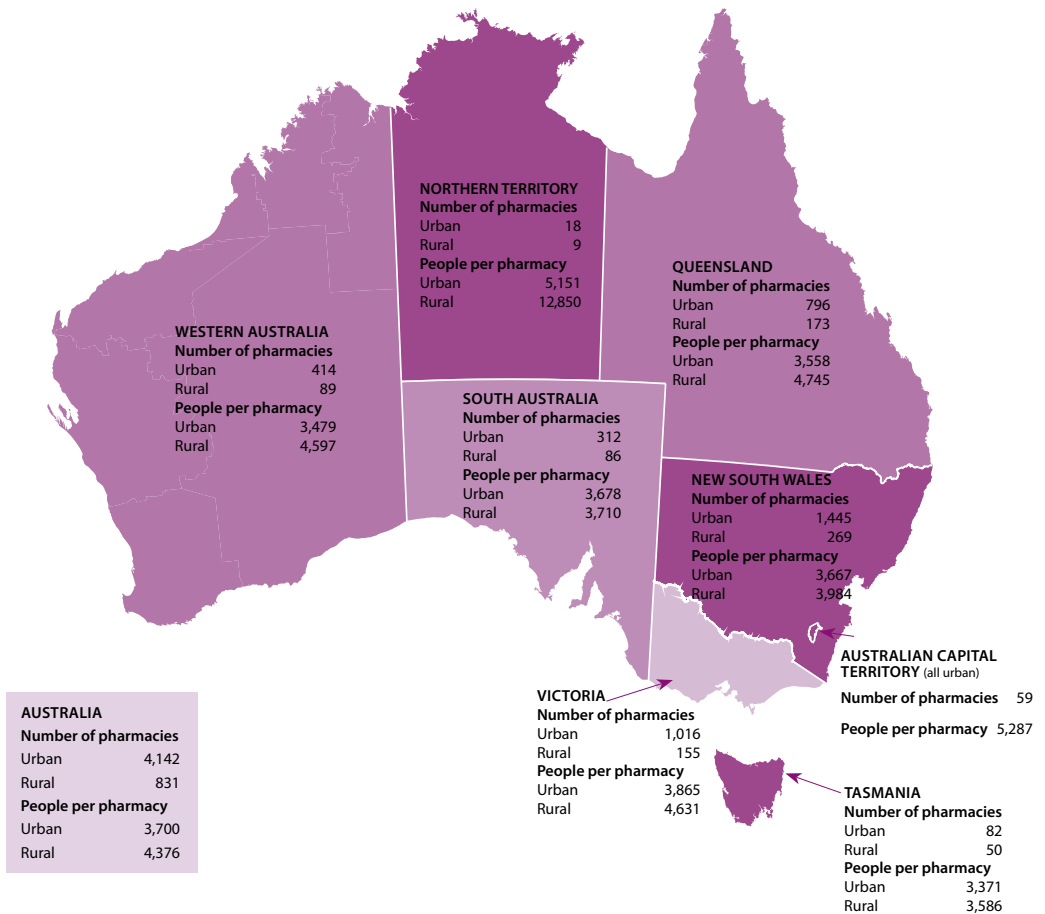 NORTHERN TERRITORY
Number of pharmacies
Urban 18
Rural 9
People per pharmacy
Urban 5,151
Rural 12,850
QUEENSLAND
Number of pharmacies
Urban 796
Rural 173
People per pharmacy
Urban 3,558
Rural 4,745
WESTERN AUSTRALIA
Number of pharmacies
Urban 414
Rural 89
People per pharmacy
Urban 3,479
Rural 4,597
SOUTH AUSTRALIA
Number of pharmacies
Urban 312
Rural 86
People per pharmacy
Urban 3,678
Rural 3,710
NEW SOUTH WALES
Number of pharmacies
Urban 1,445
Rural 269
People per pharmacy
Urban 3,667
Rural 3,984
AUSTRALIAN CAPITAL
TERRITORY (all urban)
Number of pharmacies 59
People per pharmacy 5,287
VICTORIA
Number of pharmacies
Urban 1,016
Rural 155
People per pharmacy
Urban 3,865
Rural 4,631
AUSTRALIA
Number of pharmacies
Urban 4,142
Rural 831
People per pharmacy
Urban 3,700
Rural 4,376
TASMANIA
Number of pharmacies
Urban 82
Rural 50
People per pharmacy
Urban 3,371
Rural 3,586